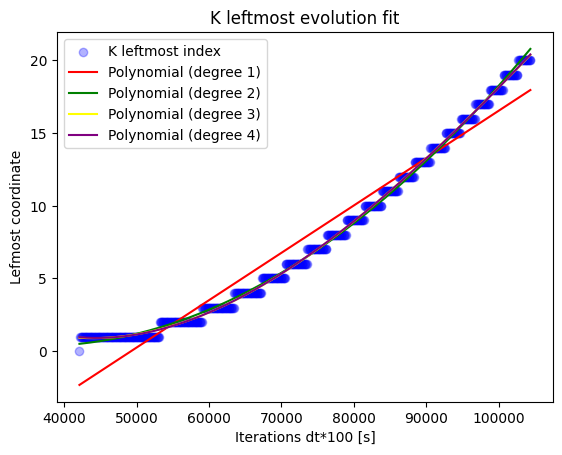 K leftmost evolution fit
K leftmost index
Polynomial (degree 1)
Polynomial (degree 2)
Polynomial (degree 3)
Polynomial (degree 4)
Lefmost coordinate
20
15
10
5
0
40000 50000 60000 70000 80000 90000 100000
Iterations dt*100 [s]